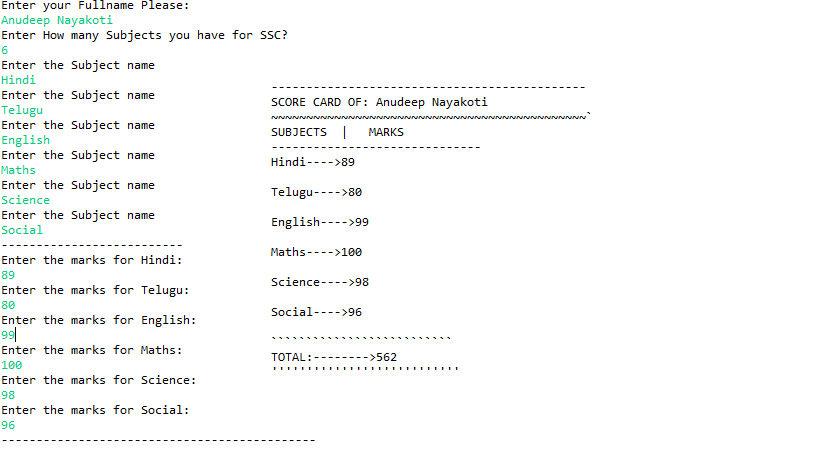 Enter your Fullname Please:
Anudeep Nayakoti
Enter How many Subjects you have for SSC?
6
Enter the Subject name
Hindi
Enter the Subject name
Telugu
Enter the Subject name
English
Enter the Subject name
Maths
Enter the Subject name
Science
Enter the Subject name
Social
--------------------------
Enter the marks for Hindi:
89
Enter the marks for Telugu:
80
Enter the marks for English:
99
Enter the marks for Maths:
100
Enter the marks for Science:
98
Enter the marks for Social:
96
---------------------------------------------
---------------------------------------------
SCORE CARD OF: Anudeep Nayakoti
~~~~~~~~~~~~~~~~~~~~~~~~~~~~~~~~~~~~~~~~~~~~~`
SUBJECTS  |   MARKS
------------------------------
Hindi---->89
Telugu---->80
English---->99
Maths---->100
Science---->98
Social---->96
``````````````````````````
TOTAL:-------->562
'''''''''''''''''''''''''''